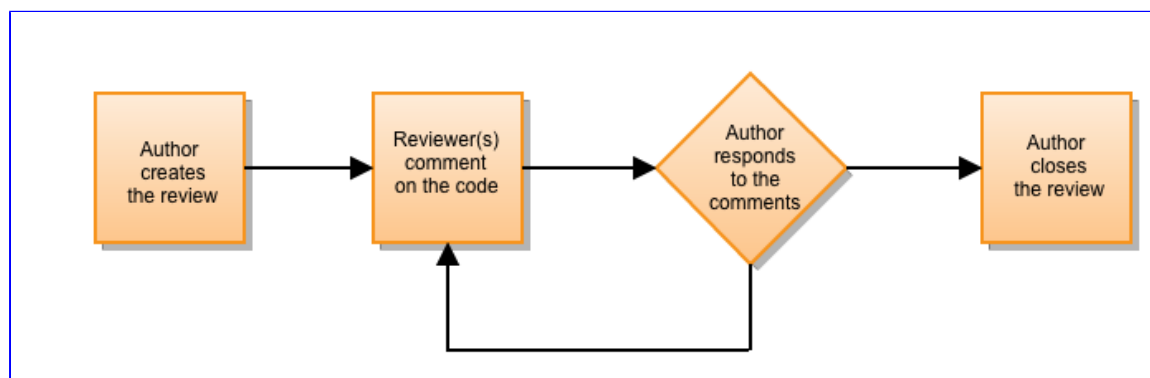 Author
creates
the review
Reviewer(s)
comment
on the code
Author
responds
to the
comments
Author
closes
the review